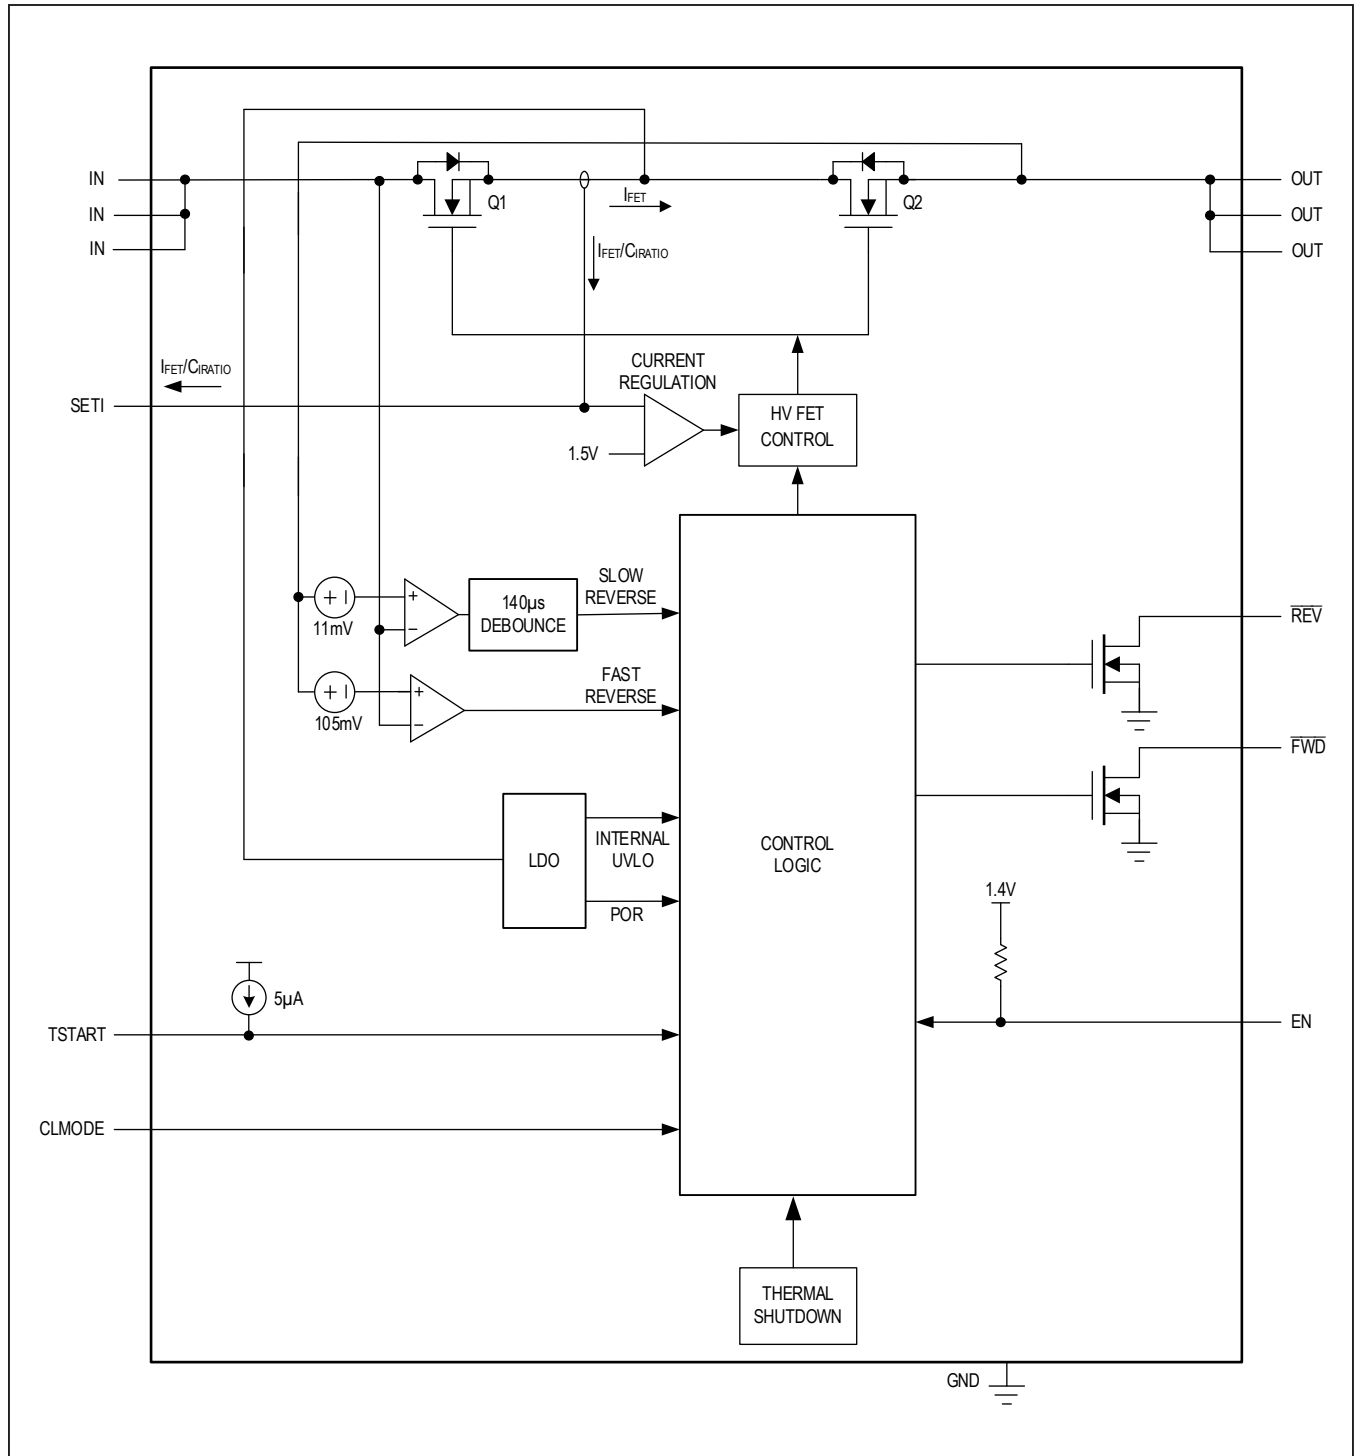 IN
IN
IN
Q1
IFET
Q2
OUT
OUT
OUT
IFET/CIRATIO
IFET/CIRATIO
SETI
CURRENT
REGULATION
1.5V
HV FET
CONTROL
+
11mV
+
−
140µs
DEBOUNCE
SLOW
REVERSE
+
105mV
+
−
FAST
REVERSE
REV
FWD
LDO
INTERNAL
UVLO
POR
CONTROL
LOGIC
1.4V
5µA
TSTART
EN
CLMODE
THERMAL
SHUTDOWN
GND